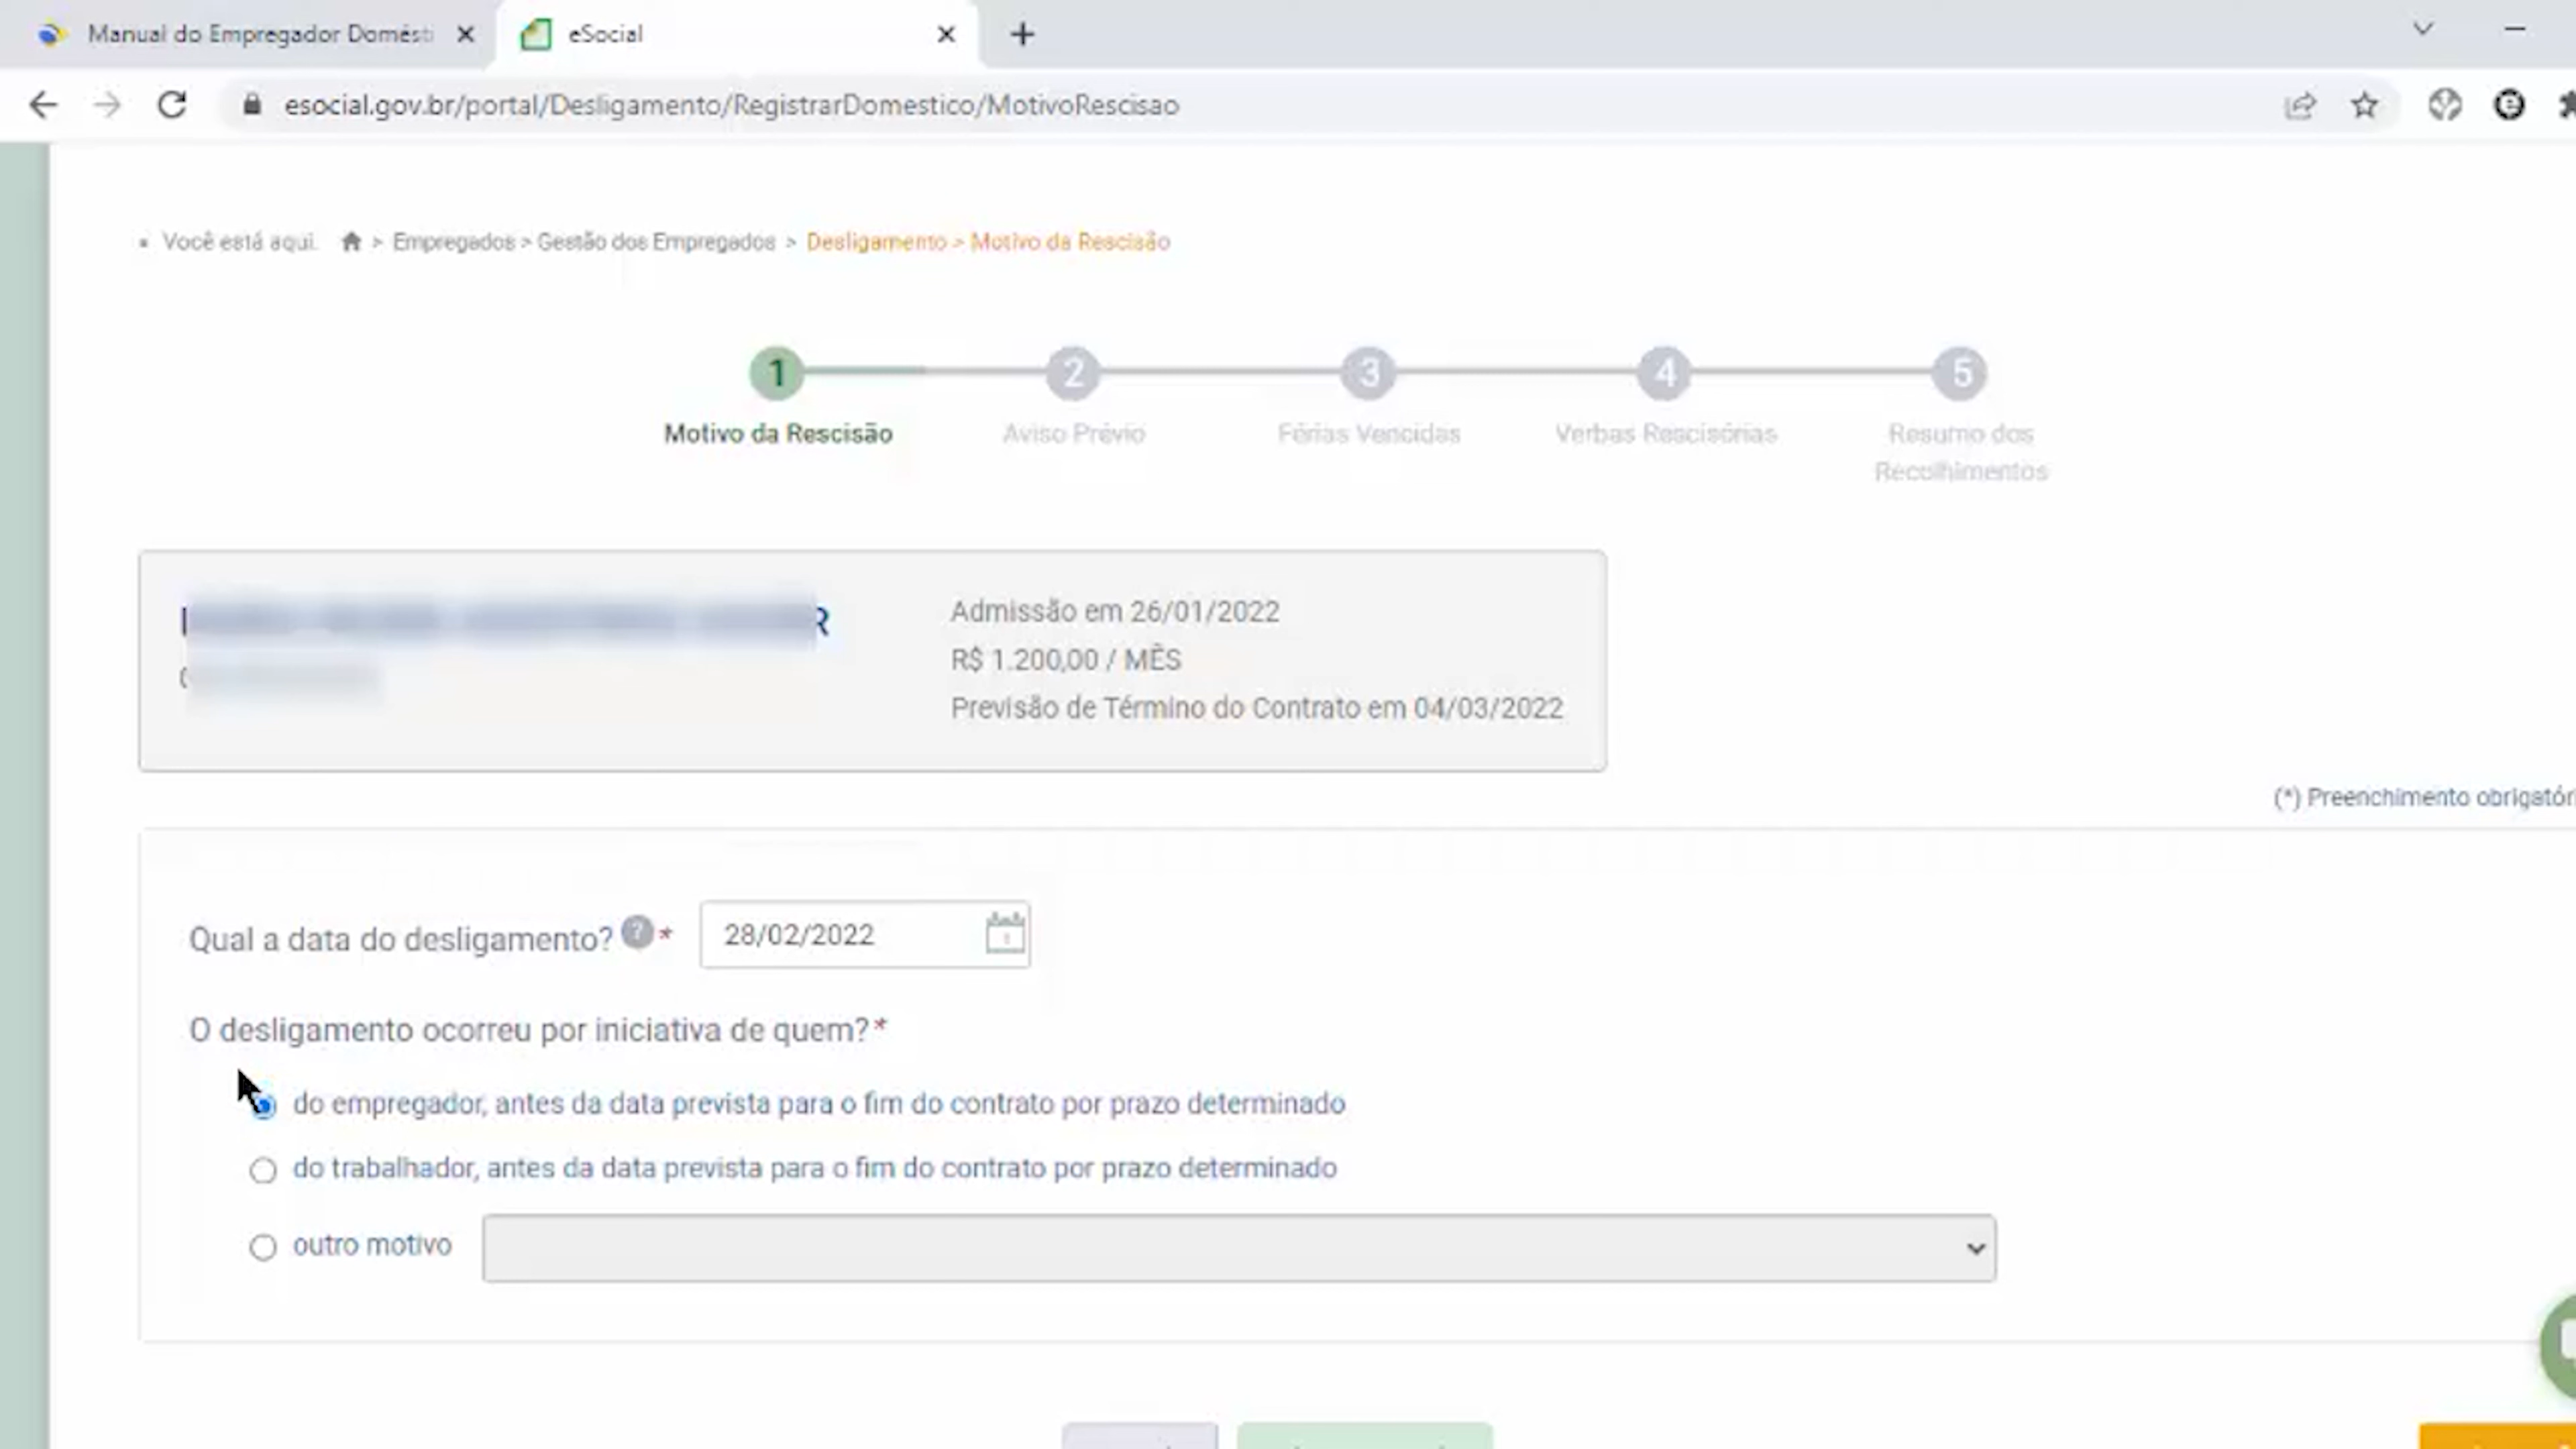 Manual do Empregador Domést
eSocial
esocial.gov.br/portal/Desligamento/RegistrarDomestico/MotivoRescisao
Você está aqui: > Empregados > Gestão dos Empregados > Desligamento > Motivo da Rescisão
1 2 3 4 5
Motivo da Rescisão Aviso Prévio Férias Vencidas Verbas Rescisórias Resumo dos Recolhimentos
R
Admissão em 26/01/2022
R$ 1.200,00 / MÊS
Previsão de Término do Contrato em 04/03/2022
(*) Preenchimento obrigatóri
Qual a data do desligamento? ? * 28/02/2022
O desligamento ocorreu por iniciativa de quem?*
do empregador, antes da data prevista para o fim do contrato por prazo determinado
do trabalhador, antes da data prevista para o fim do contrato por prazo determinado
outro motivo